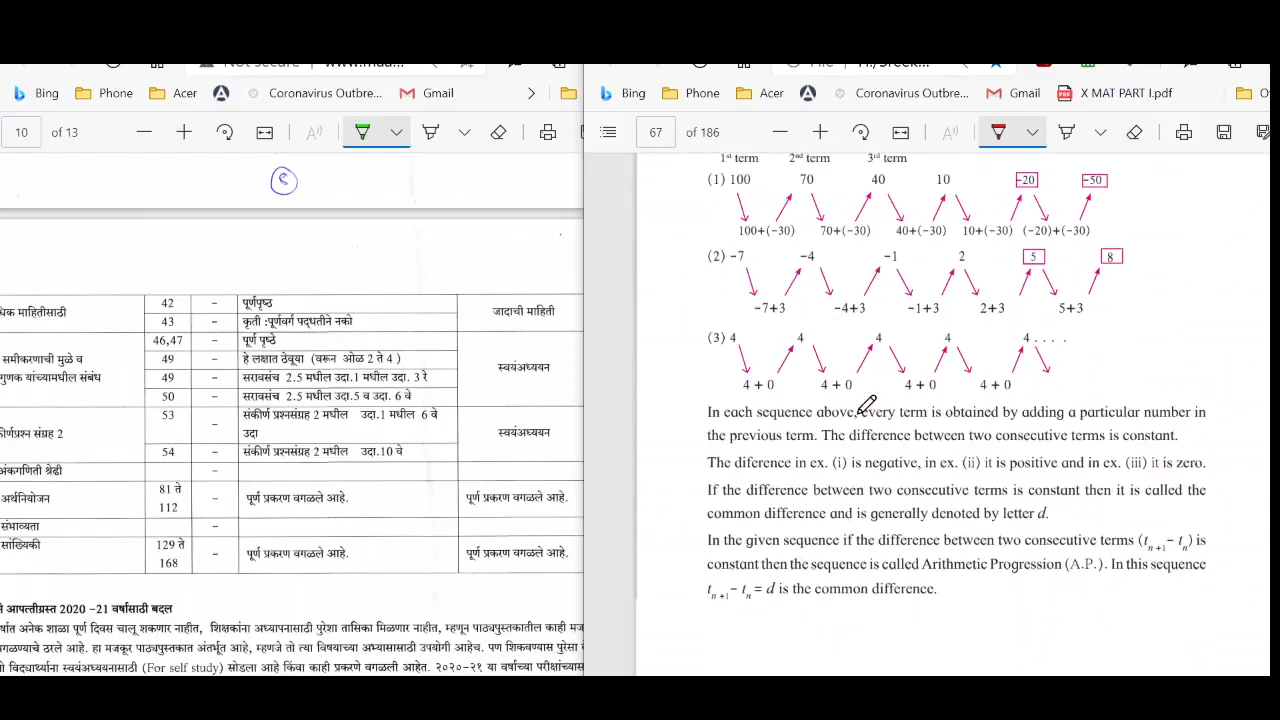 Not secure
Bing Phone Acer Coronavirus Outbre... Gmail
10 of 13
42 – पूर्णपृष्ठ
43 – कृती :पूर्णवर्ग पद्धतीने नको
धिक माहितीसाठी
जादाची माहिती
46,47 – पूर्ण पृष्ठे
समीकरणाची मुळे व
49 – हे लक्षात ठेवूया (वरून ओळ 2 ते 4 )
गुणक यांच्यामधील संबंध
49 – सरावसंच 2.5 मधील उदा.1 मधील उदा. 3 रे
50 – सरावसंच 2.5 मधील उदा.5 व उदा. 6 वे
स्वयंअध्ययन
53 – संकीर्ण प्रश्नसंग्रह 2 मधील उदा.1 मधील 6 वे
उदा
र्णप्रश्न संग्रह 2
54 – संकीर्ण प्रश्नसंग्रह 2 मधील उदा.10 वे
स्वयंअध्ययन
अंकगणिती श्रेढी –
अर्थनियोजन 81 ते
112 – पूर्ण प्रकरण वगळले आहे. पूर्ण प्रकरण वगळले आहे.
संभाव्यता –
सांख्यिकी 129 ते
168 – पूर्ण प्रकरण वगळले आहे. पूर्ण प्रकरण वगळले आहे.
ने आपत्तीग्रस्त 2020 -21 वर्षासाठी बदल
र्षात अनेक शाळा पूर्ण दिवस चालू शकणार नाहीत, शिक्षकांना अध्यापनासाठी पुरेशा तासिका मिळणार नाहीत, म्हणून पाठ्यपुस्तकातील काही मज
गळण्याचे ठरले आहे. हा मजकूर पाठ्यपुस्तकात अंतर्भूत आहे, म्हणजे तो त्या विषयाच्या अभ्यासासाठी उपयोगी आहेच. पण शिकवण्यास पुरेसा
ो विद्यार्थ्यांना स्वयंअध्ययनासाठी (For self study) सोडला आहे किंवा काही प्रकरणे वगळली आहेत. २०२०-२१ या वर्षाच्या परीक्षांच्यास
Bing Phone Acer Coronavirus Outbre... Gmail X MAT PART I.pdf
67 of 186
1st term 2nd term 3rd term
(1) 100 70 40 10 -20 -50
100+(-30) 70+(-30) 40+(-30) 10+(-30) (-20)+(-30)
(2) -7 -4 -1 2 5 8
-7+3 -4+3 -1+3 2+3 5+3
(3) 4 4 4 4 4 . . . .
4 + 0 4 + 0 4 + 0 4 + 0
In each sequence above, every term is obtained by adding a particular number in
the previous term. The difference between two consecutive terms is constant.
The diference in ex. (i) is negative, in ex. (ii) it is positive and in ex. (iii) it is zero.
If the difference between two consecutive terms is constant then it is called the
common difference and is generally denoted by letter d.
In the given sequence if the difference between two consecutive terms (tn+1 - tn) is
constant then the sequence is called Arithmetic Progression (A.P.). In this sequence
tn+1 - tn = d is the common difference.